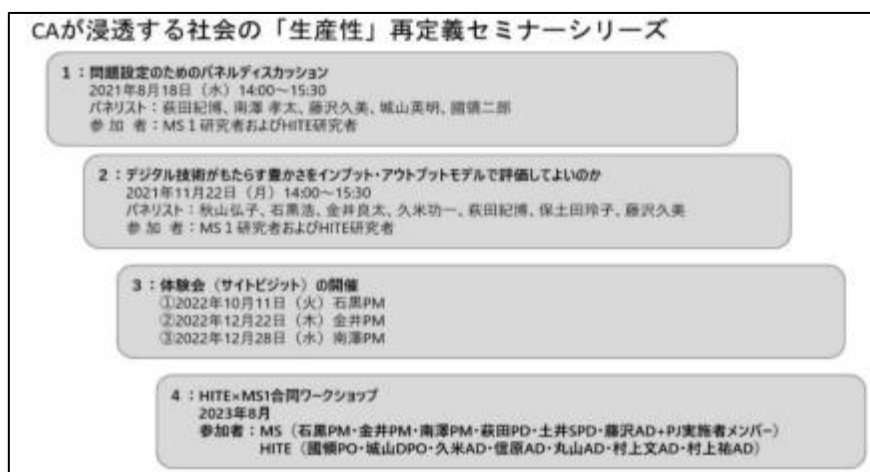 CAが浸透する社会の「生産性」再定義セミナーシリーズ
1:問題設定のためのパネルディスカッション
2021年8月18日(水)14:00～15:30
パネリスト:萩田紀博、南澤 孝太、藤沢久美、城山英明、國領二郎
参 加 者:MS1研究者およびHITE研究者
2:デジタル技術がもたらす豊かさをインプット・アウトプットモデルで評価してよいのか
2021年11月22日(月)14:00～15:30
パネリスト:秋山弘子、石黒浩、金井良太、久米功一、萩田紀博、保土田玲子、藤沢久美
参 加 者:MS1研究者およびHITE研究者
3:体験会(サイトビジット)の開催
①2022年10月11日(火)石黒PM
②2022年12月22日(木)金井PM
③2022年12月28日(水)南澤PM
4:HITE×MS1合同ワークショップ
2023年8月
参加者:MS(石黒PM・金井PM・南澤PM・萩田PD・土井SPD・藤沢AD+PJ実施者メンバー)
HITE(國領PO・城山DPO・久米AD・信原AD・丸山AD・村上文AD・村上祐AD)